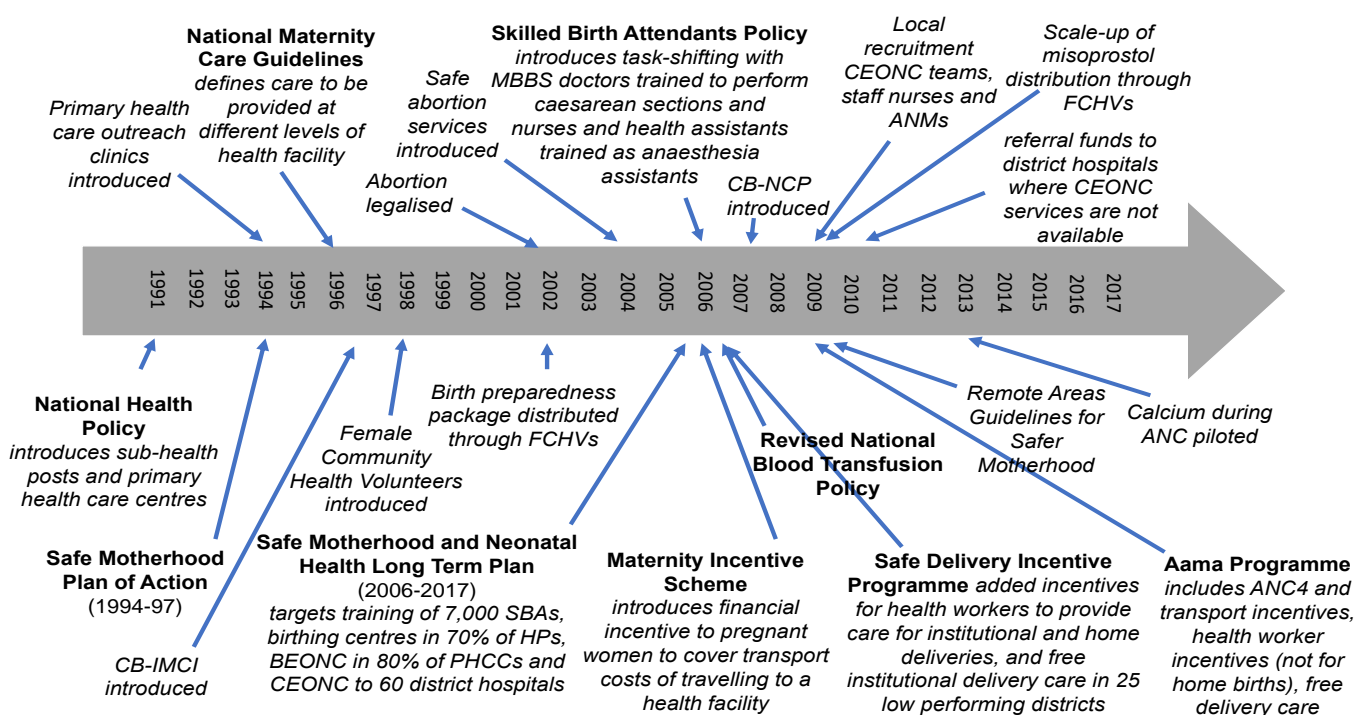 Primary health
care outreach
clinics
introduced
National Maternity
Care Guidelines
defines care to be
provided at
different levels of
health facility
Abortion
legalised
Safe
abortion
services
introduced
Skilled Birth Attendants Policy
introduces task-shifting with
MBBS doctors trained to perform
caesarean sections and
nurses and health assistants
trained as anaesthesia
assistants
CB-NCP
introduced
Local
recruitment
CEONC teams,
staff nurses and
ANMs
Scale-up of
misoprostol
distribution through
FCHVs
referral funds to
district hospitals
where CEONC
services are not
available
1991
1992
1993
1994
1995
1996
1997
1998
1999
2000
2001
2002
2003
2004
2005
2006
2007
2008
2009
2010
2011
2012
2013
2014
2015
2016
2017
National Health
Policy
introduces sub-health
posts and primary
health care centres
Safe Motherhood
Plan of Action
(1994-97)
CB-IMCI
introduced
Female
Community
Health Volunteers
introduced
Birth preparedness
package distributed
through FCHVs
Safe Motherhood and Neonatal
Health Long Term Plan
(2006-2017)
targets training of 7,000 SBAs,
birthing centres in 70% of HPs,
BEONC in 80% of PHCCs and
CEONC to 60 district hospitals
Maternity Incentive
Scheme
introduces financial
incentive to pregnant
women to cover transport
costs of travelling to a
health facility
Revised National
Blood Transfusion
Policy
Safe Delivery Incentive
Programme added incentives
for health workers to provide
care for institutional and home
deliveries, and free
institutional delivery care in 25
low performing districts
Remote Areas
Guidelines for
Safer
Motherhood
Calcium during
ANC piloted
Aama Programme
includes ANC4 and
transport incentives,
health worker
incentives (not for
home births), free
delivery care